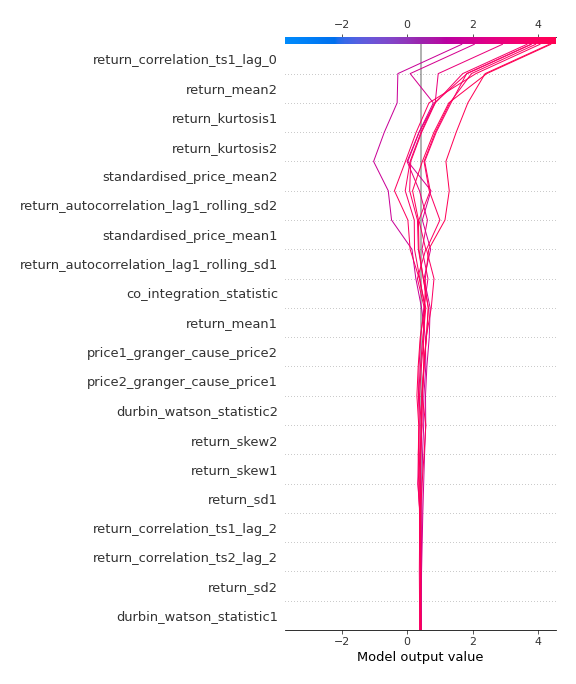 −2 0 2 4
return_correlation_ts1_lag_0
return_mean2
return_kurtosis1
return_kurtosis2
standardised_price_mean2
return_autocorrelation_lag1_rolling_sd2
standardised_price_mean1
return_autocorrelation_lag1_rolling_sd1
co_integration_statistic
return_mean1
price1_granger_cause_price2
price2_granger_cause_price1
durbin_watson_statistic2
return_skew2
return_skew1
return_sd1
return_correlation_ts1_lag_2
return_correlation_ts2_lag_2
return_sd2
durbin_watson_statistic1
−2 0 2 4
Model output value